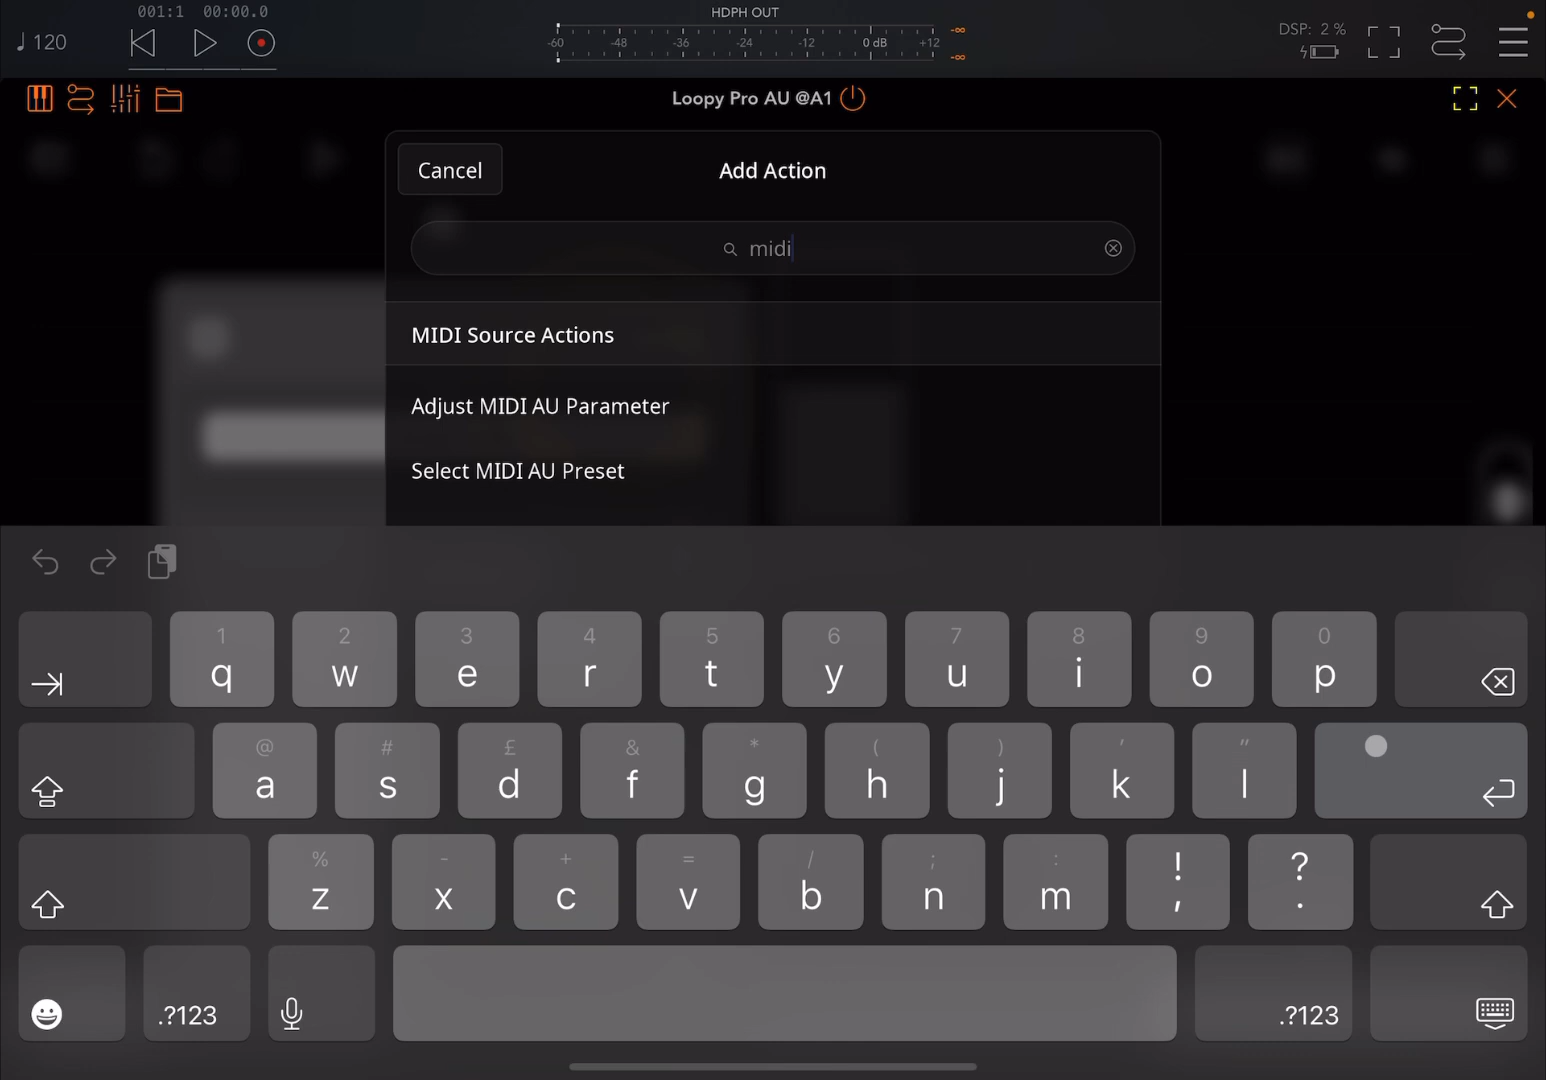 001:1 00:00.0
♩ 120
HDPH OUT
-60 -48 -36 -24 -12 0 dB +12
-∞
-∞
DSP: 2 %
Loopy Pro AU @A1
Cancel
Add Action
midi
MIDI Source Actions
Adjust MIDI AU Parameter
Select MIDI AU Preset
1 2 3 4 5 6 7 8 9 0
q w e r t y u i o p
@ # £ & * ( ) ' "
a s d f g h j k l
% - + = / ; : ! ?
z x c v b n m , .
.?123 .?123